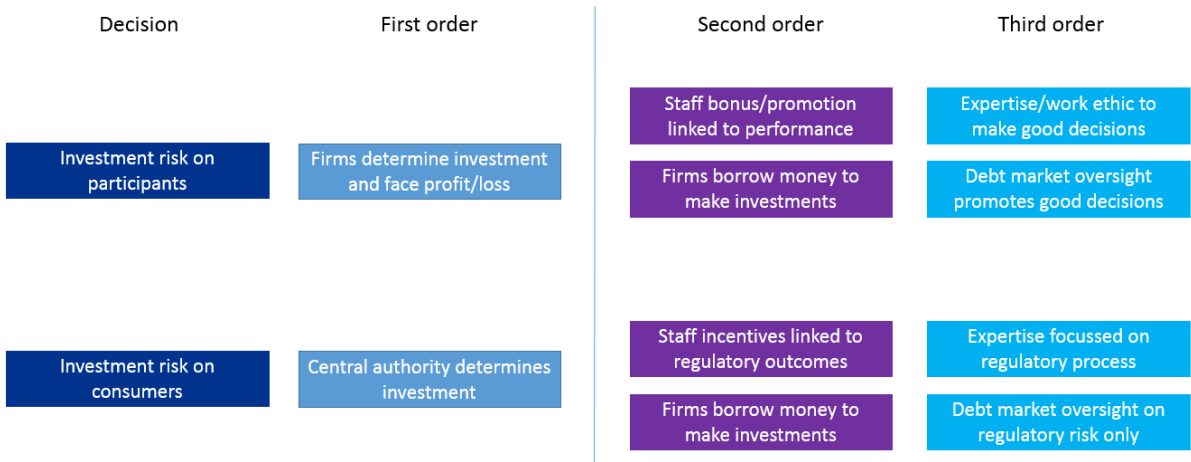 Decision
First order
Second order
Third order
Staff bonus/promotion
linked to performance
Expertise/work ethic to
make good decisions
Investment risk on
participants
Firms determine investment
and face profit/loss
Firms borrow money to
make investments
Debt market oversight
promotes good decisions
Staff incentives linked to
regulatory outcomes
Expertise focussed on
regulatory process
Investment risk on
consumers
Central authority determines
investment
Firms borrow money to
make investments
Debt market oversight on
regulatory risk only